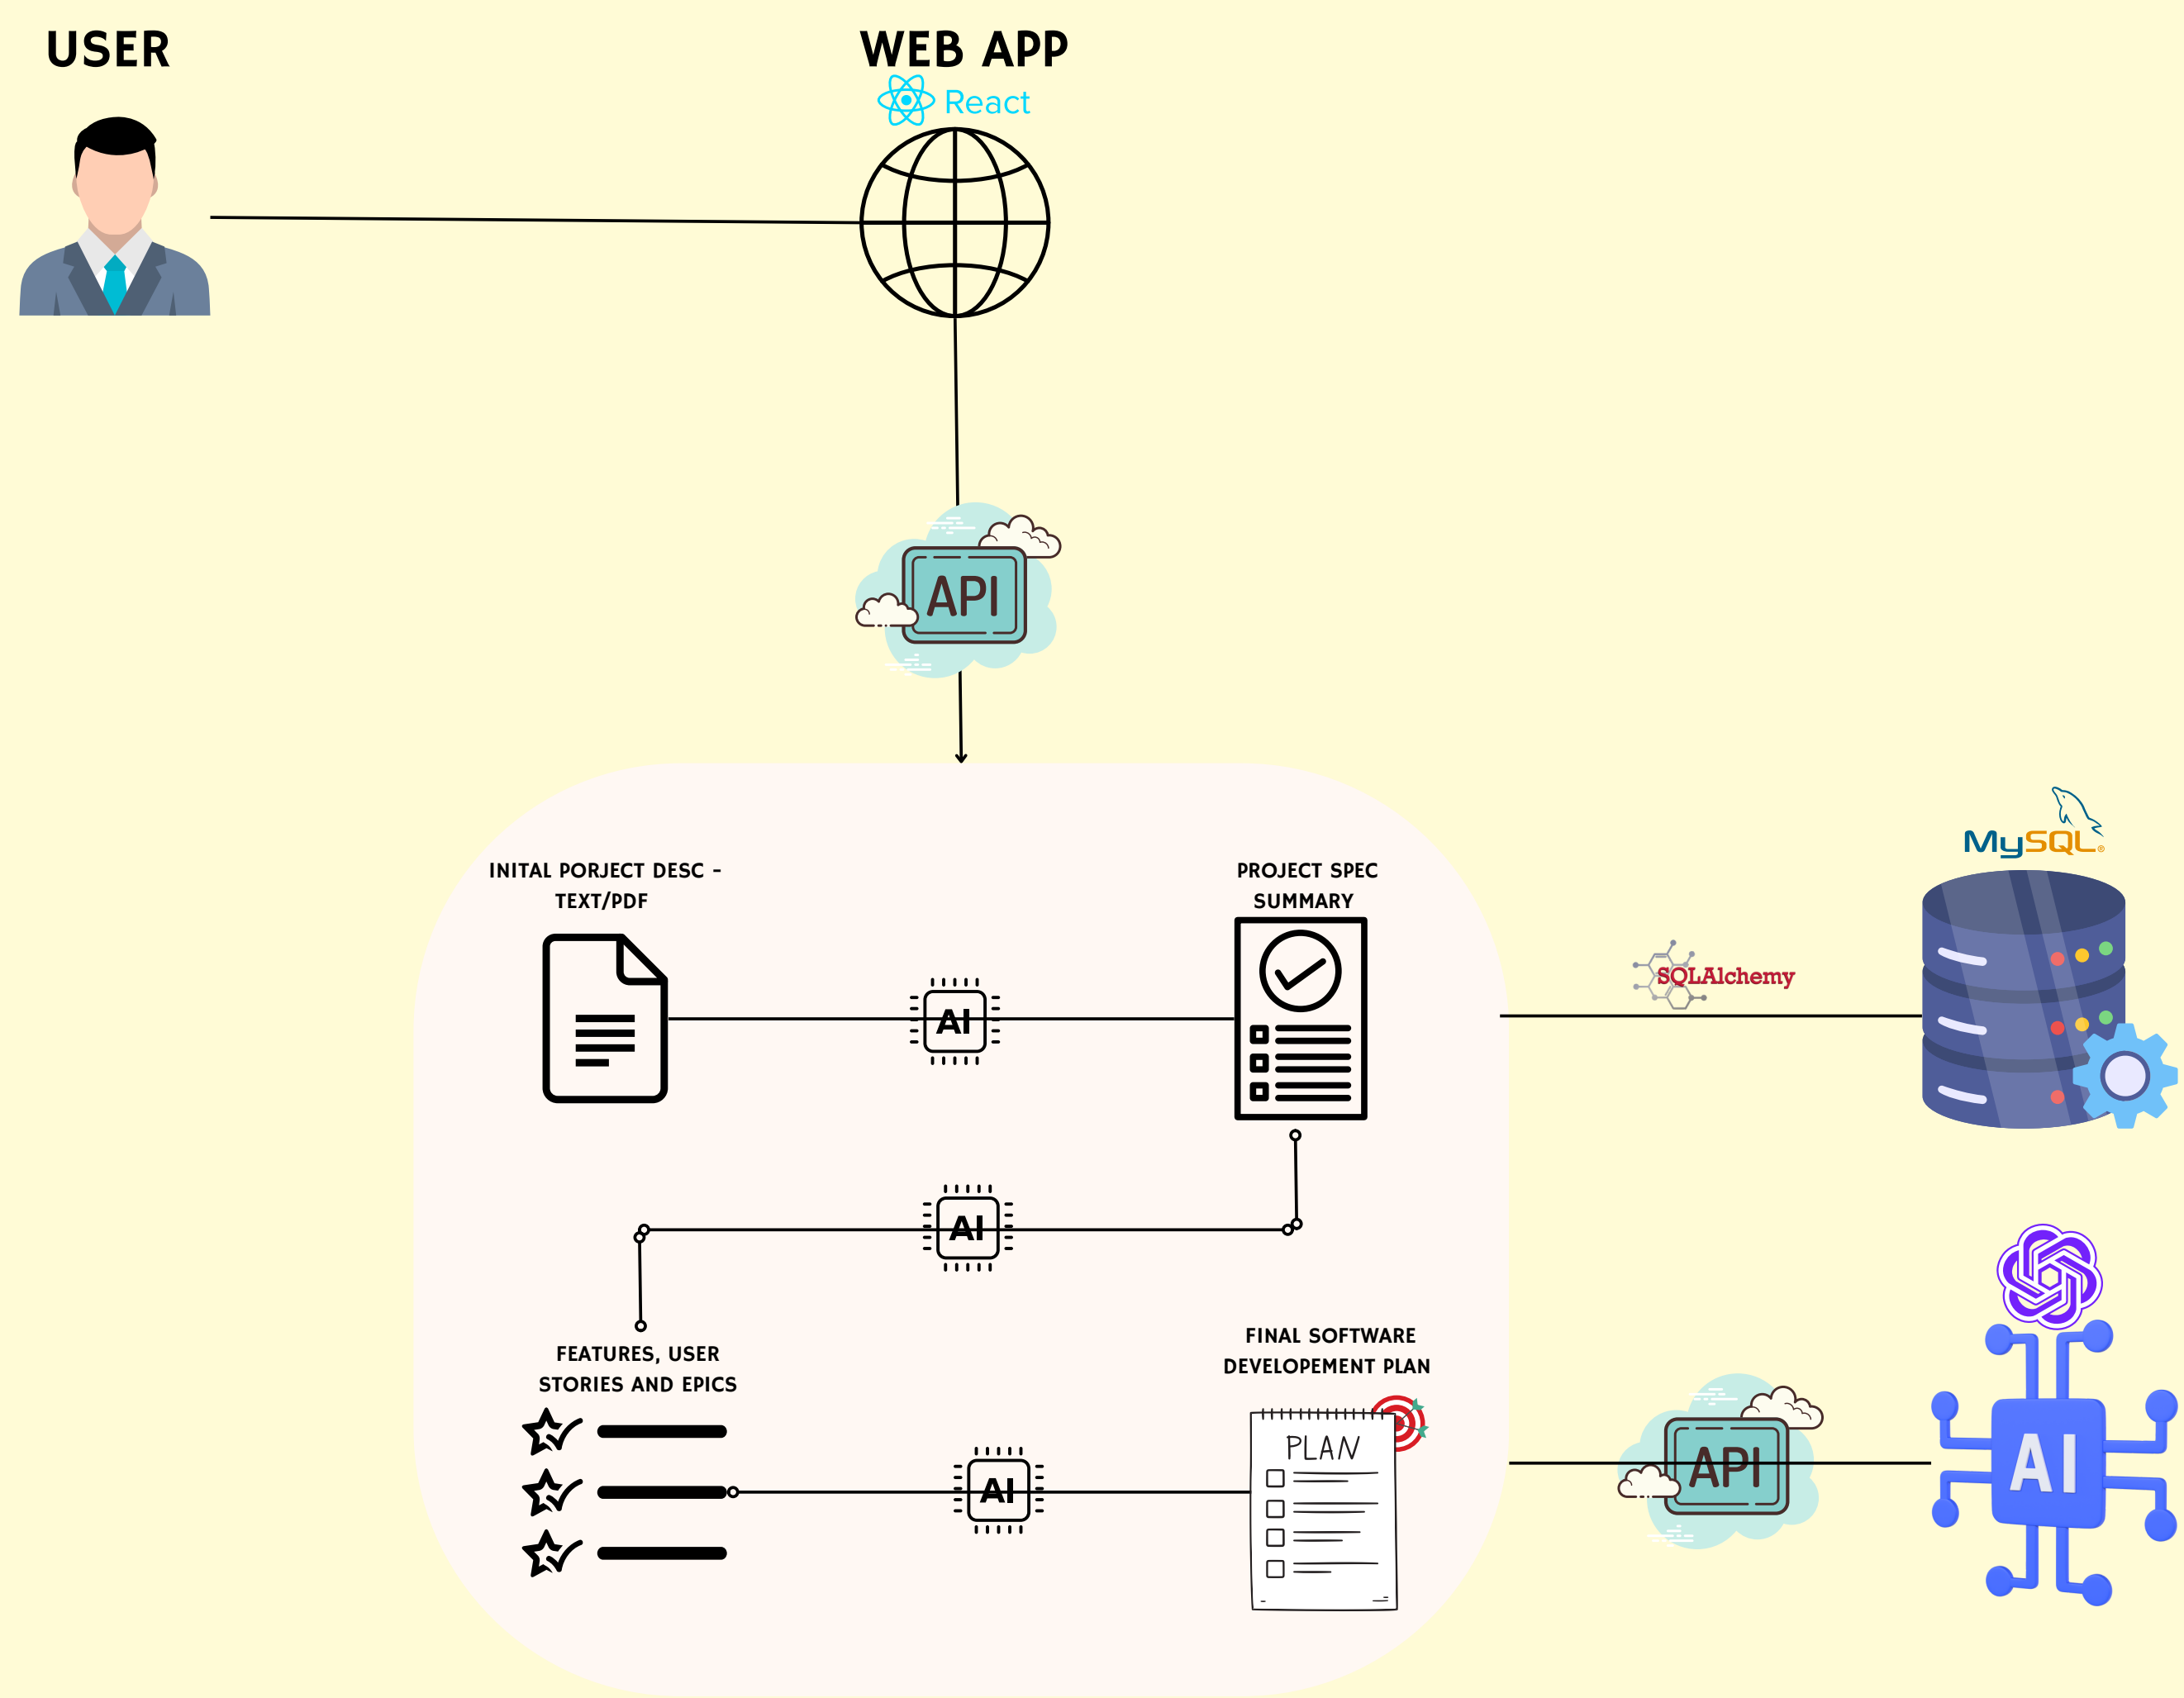 USER
WEB APP
React
API
INITAL PORJECT DESC -
TEXT/PDF
PROJECT SPEC
SUMMARY
AI
MySQL®
SQLAlchemy
AI
FEATURES, USER
STORIES AND EPICS
FINAL SOFTWARE
DEVELOPEMENT PLAN
PLAN
AI
API
AI